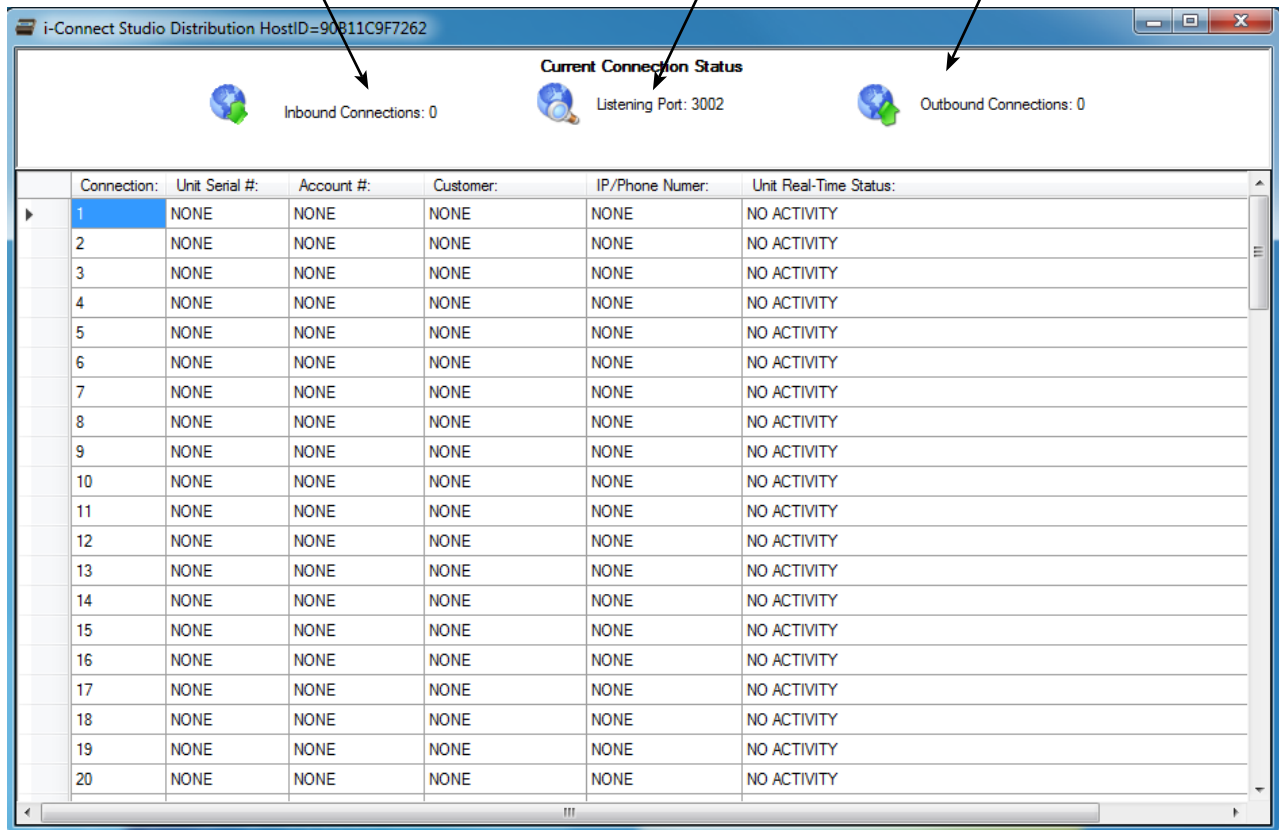 i-Connect Studio Distribution HostID=90B11C9F7262
Current Connection Status
Inbound Connections: 0 Listening Port: 3002 Outbound Connections: 0
Connection: Unit Serial #: Account #: Customer: IP/Phone Numer: Unit Real-Time Status:
1 NONE NONE NONE NONE NO ACTIVITY
2 NONE NONE NONE NONE NO ACTIVITY
3 NONE NONE NONE NONE NO ACTIVITY
4 NONE NONE NONE NONE NO ACTIVITY
5 NONE NONE NONE NONE NO ACTIVITY
6 NONE NONE NONE NONE NO ACTIVITY
7 NONE NONE NONE NONE NO ACTIVITY
8 NONE NONE NONE NONE NO ACTIVITY
9 NONE NONE NONE NONE NO ACTIVITY
10 NONE NONE NONE NONE NO ACTIVITY
11 NONE NONE NONE NONE NO ACTIVITY
12 NONE NONE NONE NONE NO ACTIVITY
13 NONE NONE NONE NONE NO ACTIVITY
14 NONE NONE NONE NONE NO ACTIVITY
15 NONE NONE NONE NONE NO ACTIVITY
16 NONE NONE NONE NONE NO ACTIVITY
17 NONE NONE NONE NONE NO ACTIVITY
18 NONE NONE NONE NONE NO ACTIVITY
19 NONE NONE NONE NONE NO ACTIVITY
20 NONE NONE NONE NONE NO ACTIVITY